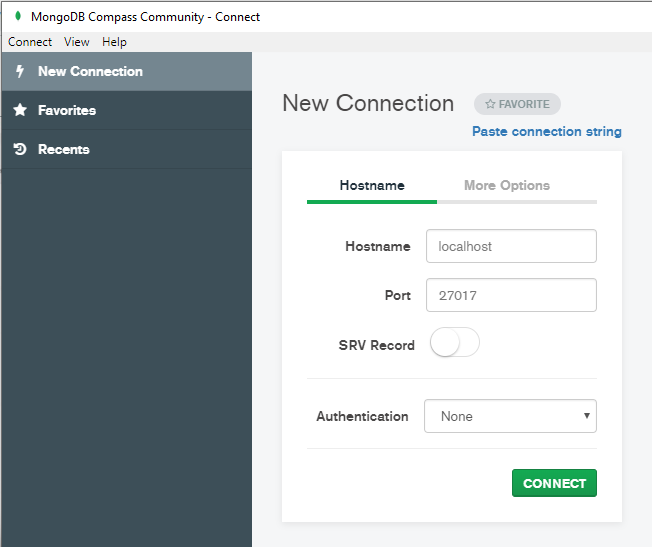 MongoDB Compass Community - Connect
Connect View Help
New Connection
Favorites
Recents
New Connection
FAVORITE
Paste connection string
Hostname More Options
Hostname localhost
Port 27017
SRV Record
Authentication None
CONNECT